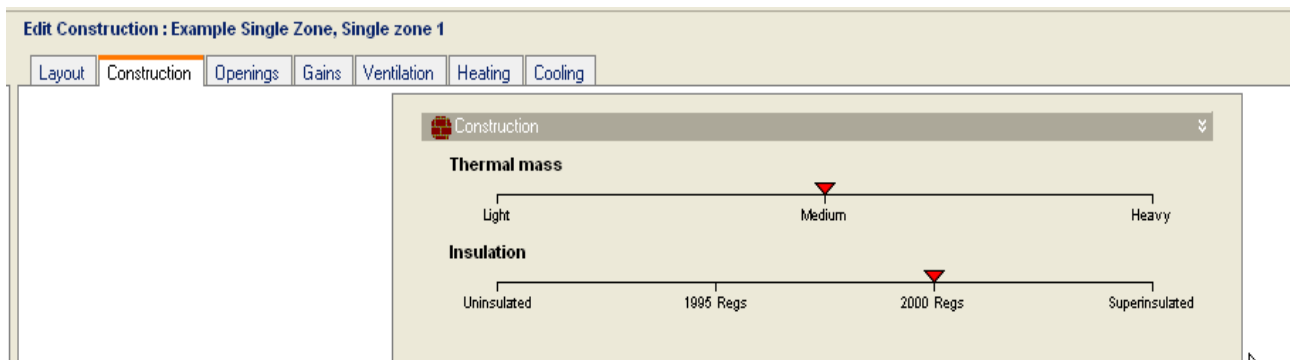 Edit Construction : Example Single Zone, Single zone 1
Layout Construction Openings Gains Ventilation Heating Cooling
Construction
Thermal mass
Light Medium Heavy
Insulation
Uninsulated 1995 Regs 2000 Regs Superinsulated